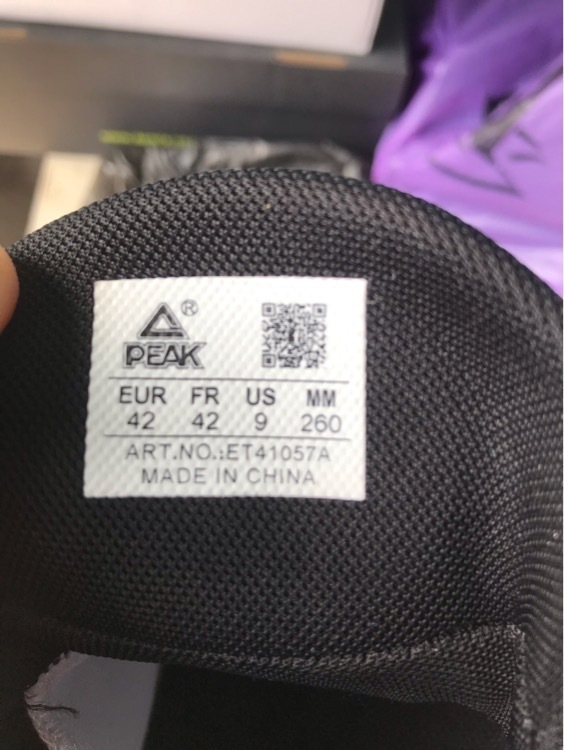 ®
PEAK
EUR FR US MM
42 42 9 260
ART.NO.:ET41057A
MADE IN CHINA